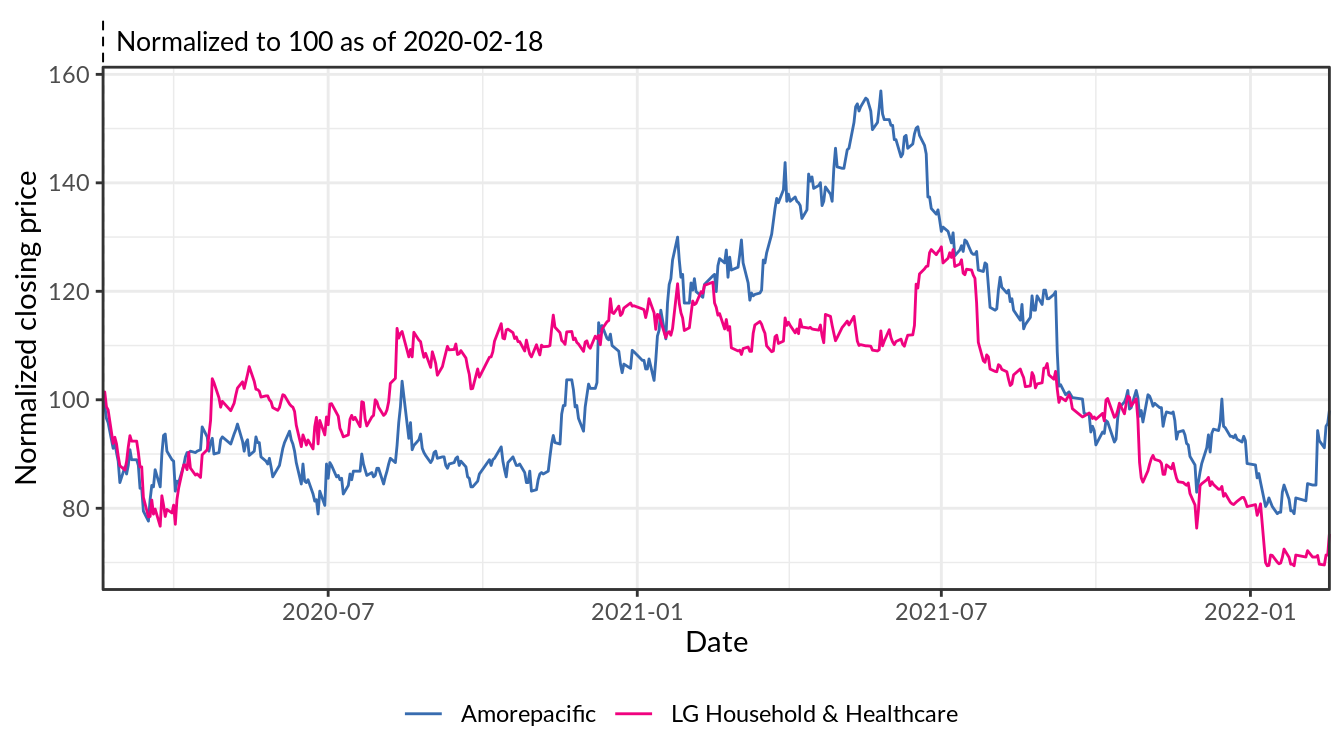 Normalized to 100 as of 2020-02-18
160
140
120
100
80
Normalized closing price
2020-07 2021-01 2021-07 2022-01
Date
Amorepacific LG Household & Healthcare